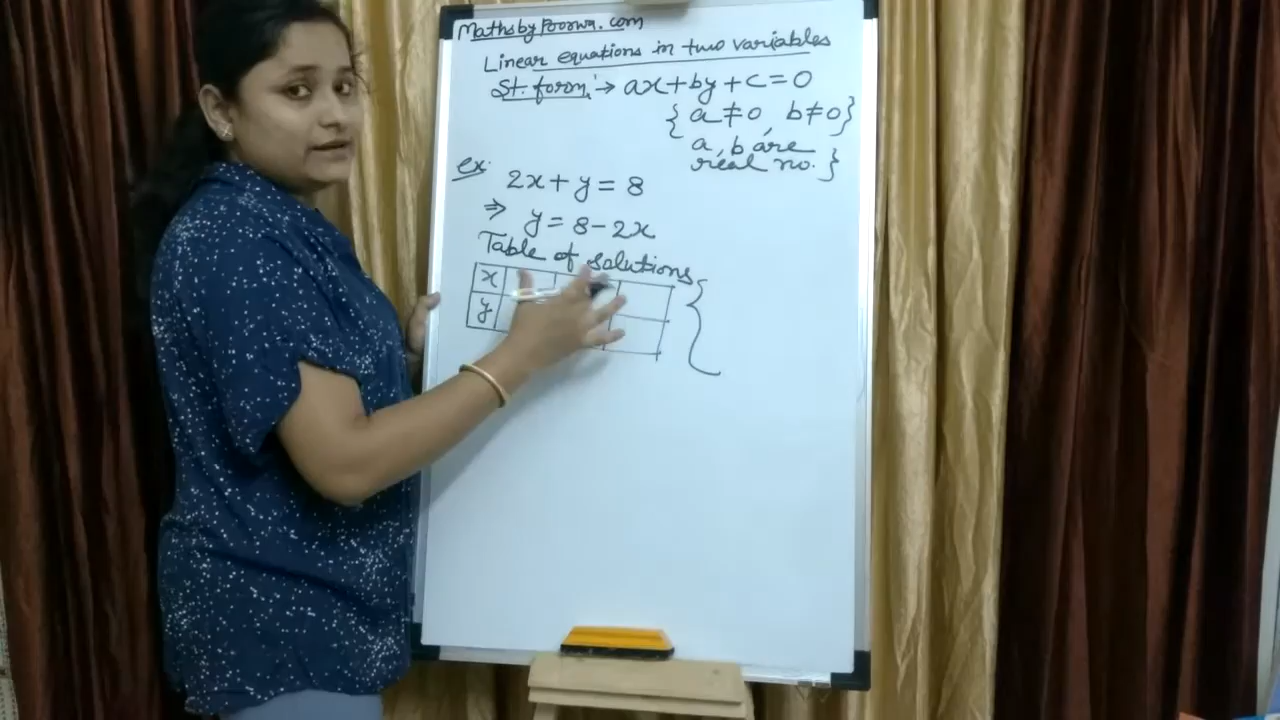 Mathsbypoorwa.com
Linear equations in two variables
St. form:→ ax+by+c=0
{ a≠0, b≠0}
a, b are
real no. }
ex:
2x+y=8
⇒ y=8-2x
Table of solutions
x
y